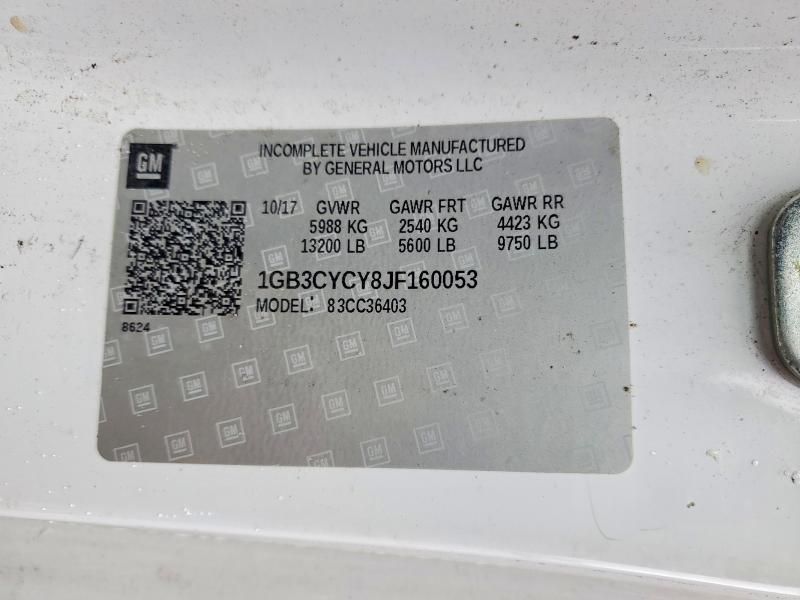 GM
INCOMPLETE VEHICLE MANUFACTURED
BY GENERAL MOTORS LLC
10/17 GVWR GAWR FRT GAWR RR
5988 KG 2540 KG 4423 KG
13200 LB 5600 LB 9750 LB
1GB3CYCY8JF160053
MODEL: 83CC36403
8624